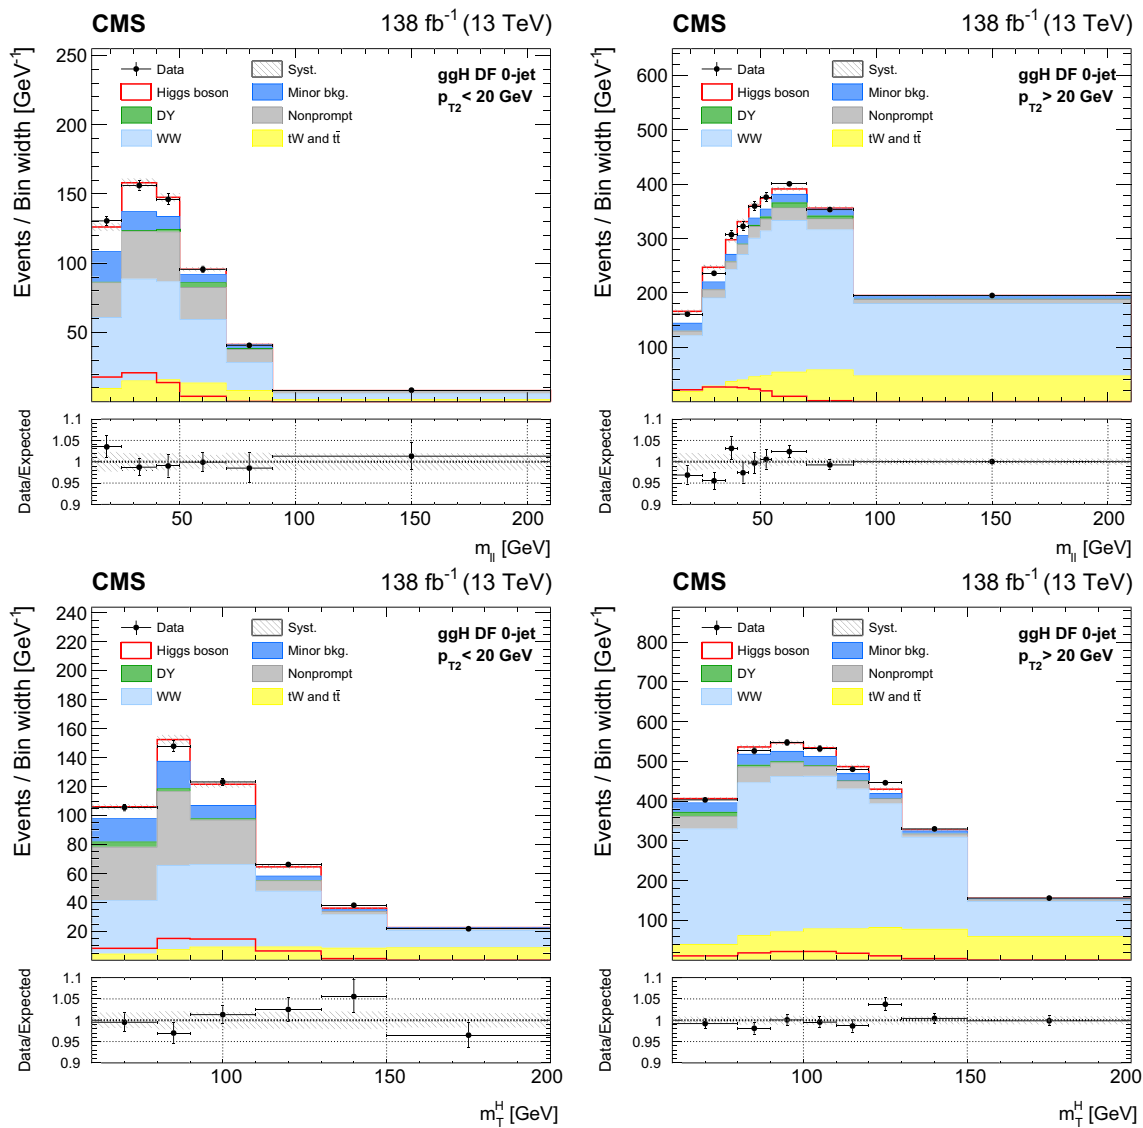 CMS 138 fb⁻¹ (13 TeV)
Events / Bin width [GeV⁻¹]
250
200
150
100
50
Data
Higgs boson
DY
WW
Syst.
Minor bkg.
Nonprompt
tW and tt̄
ggH DF 0-jet
p_T2 < 20 GeV
Data/Expected
1.1
1.05
1
0.95
0.9
50 100 150 200
m_ll [GeV]
CMS 138 fb⁻¹ (13 TeV)
Events / Bin width [GeV⁻¹]
600
500
400
300
200
100
Data
Higgs boson
DY
WW
Syst.
Minor bkg.
Nonprompt
tW and tt̄
ggH DF 0-jet
p_T2 > 20 GeV
Data/Expected
1.1
1.05
1
0.95
0.9
50 100 150 200
m_ll [GeV]
CMS 138 fb⁻¹ (13 TeV)
Events / Bin width [GeV⁻¹]
240
220
200
180
160
140
120
100
80
60
40
20
Data
Higgs boson
DY
WW
Syst.
Minor bkg.
Nonprompt
tW and tt̄
ggH DF 0-jet
p_T2 < 20 GeV
Data/Expected
1.1
1.05
1
0.95
0.9
100 150 200
m_T^H [GeV]
CMS 138 fb⁻¹ (13 TeV)
Events / Bin width [GeV⁻¹]
800
700
600
500
400
300
200
100
Data
Higgs boson
DY
WW
Syst.
Minor bkg.
Nonprompt
tW and tt̄
ggH DF 0-jet
p_T2 > 20 GeV
Data/Expected
1.1
1.05
1
0.95
0.9
100 150 200
m_T^H [GeV]